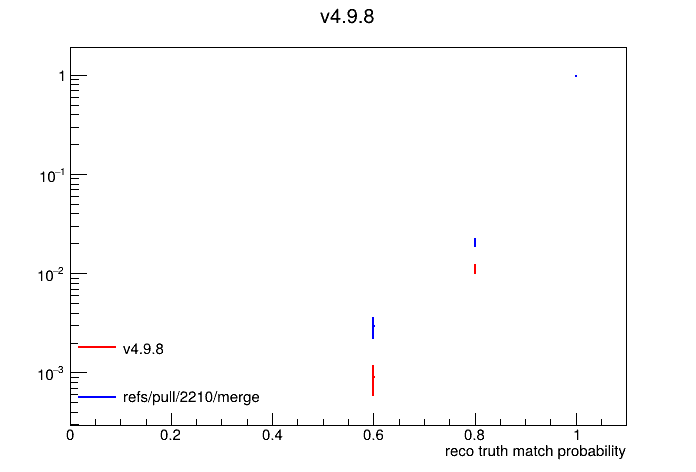 v4.9.8
1
10⁻¹
10⁻²
10⁻³
v4.9.8
refs/pull/2210/merge
0 0.2 0.4 0.6 0.8 1
reco truth match probability